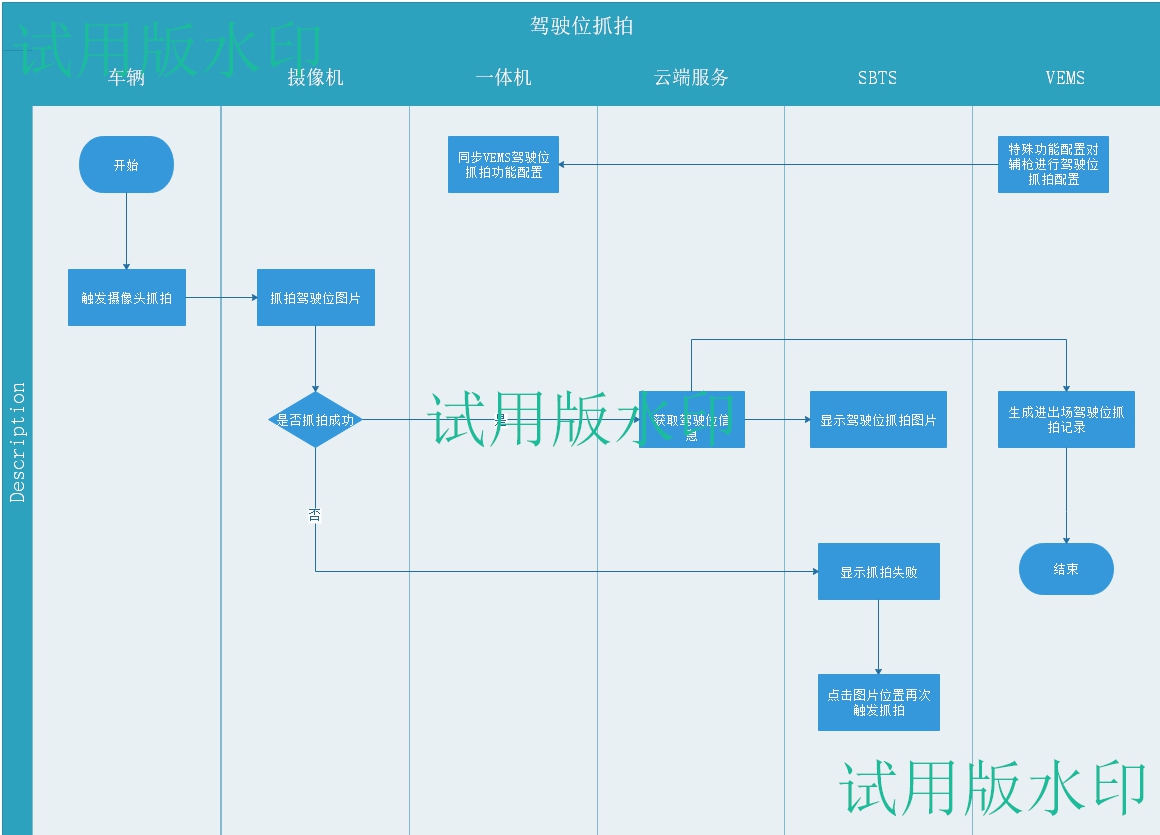 驾驶位抓拍
试用版水印
车辆
摄像机
一体机
云端服务
SBTS
VEMS
Description
开始
同步VEMS驾驶位
抓拍功能配置
特殊功能配置对
辅枪进行驾驶位
抓拍配置
触发摄像头抓拍
抓拍驾驶位图片
是否抓拍成功
是
试用版水印
获取驾驶位信
息
显示驾驶位抓拍图片
生成进出场驾驶位抓
拍记录
否
显示抓拍失败
结束
点击图片位置再次
触发抓拍
试用版水印